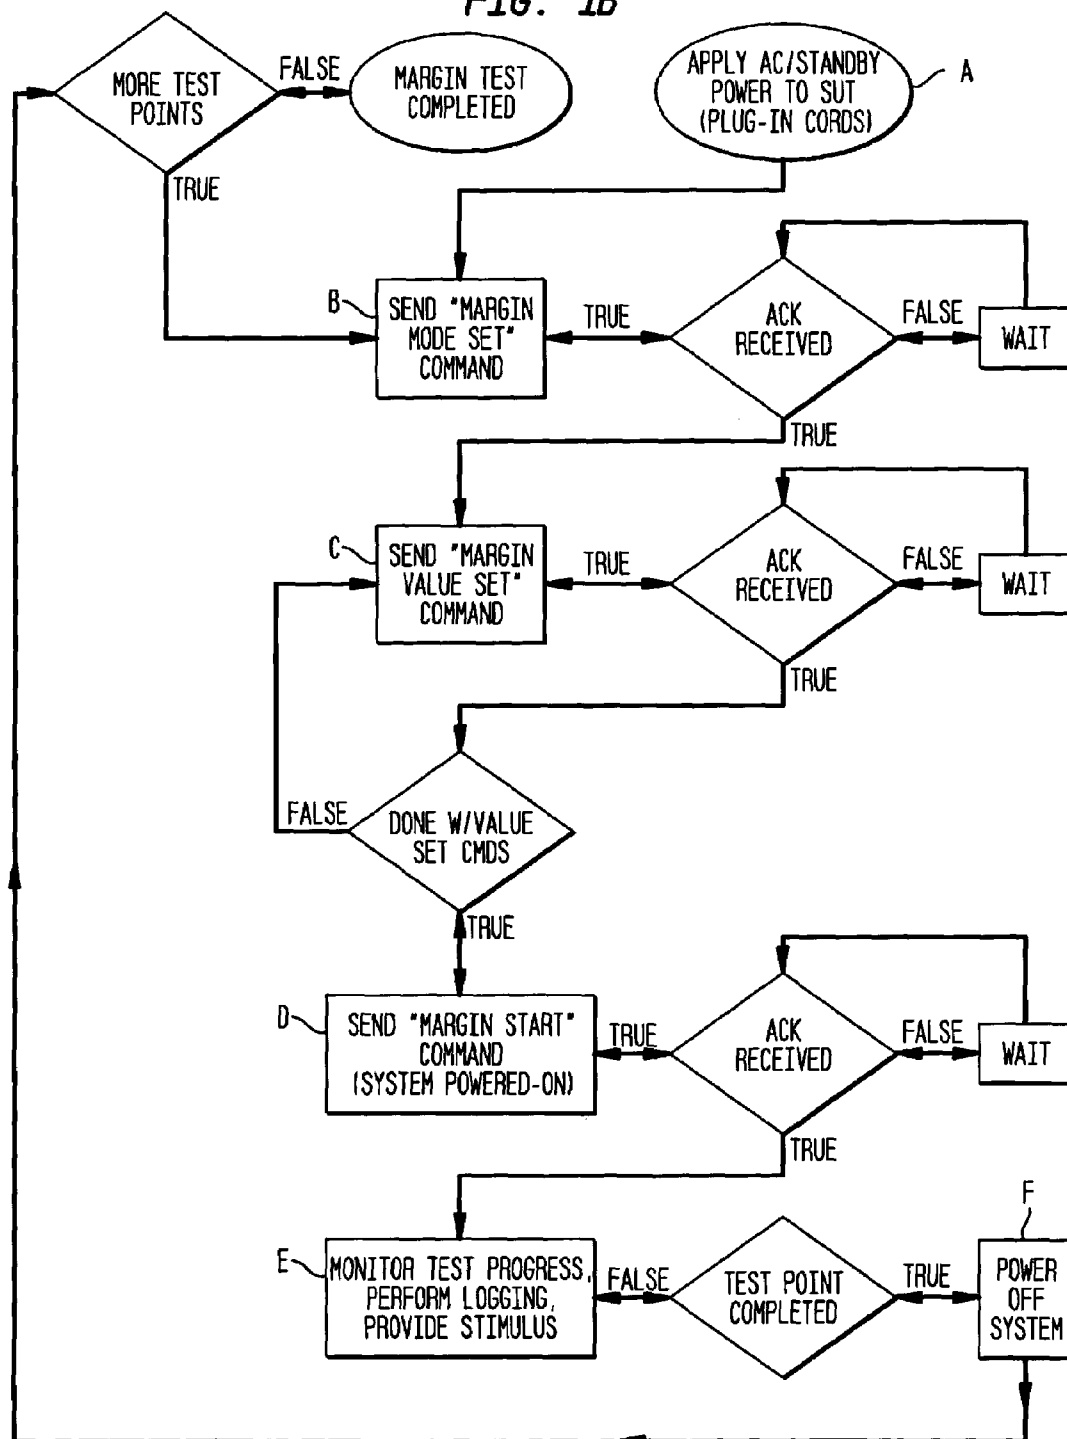 FIG. 1B
MORE TEST
POINTS
FALSE
MARGIN TEST
COMPLETED
APPLY AC/STANDBY
POWER TO SUT
(PLUG-IN CORDS)
A
TRUE
B
SEND "MARGIN
MODE SET"
COMMAND
TRUE
ACK
RECEIVED
FALSE
WAIT
TRUE
C
SEND "MARGIN
VALUE SET"
COMMAND
TRUE
ACK
RECEIVED
FALSE
WAIT
TRUE
FALSE
DONE W/VALUE
SET CMDS
TRUE
D
SEND "MARGIN START"
COMMAND
(SYSTEM POWERED-ON)
TRUE
ACK
RECEIVED
FALSE
WAIT
TRUE
E
MONITOR TEST PROGRESS,
PERFORM LOGGING,
PROVIDE STIMULUS
FALSE
TEST POINT
COMPLETED
TRUE
F
POWER
OFF
SYSTEM